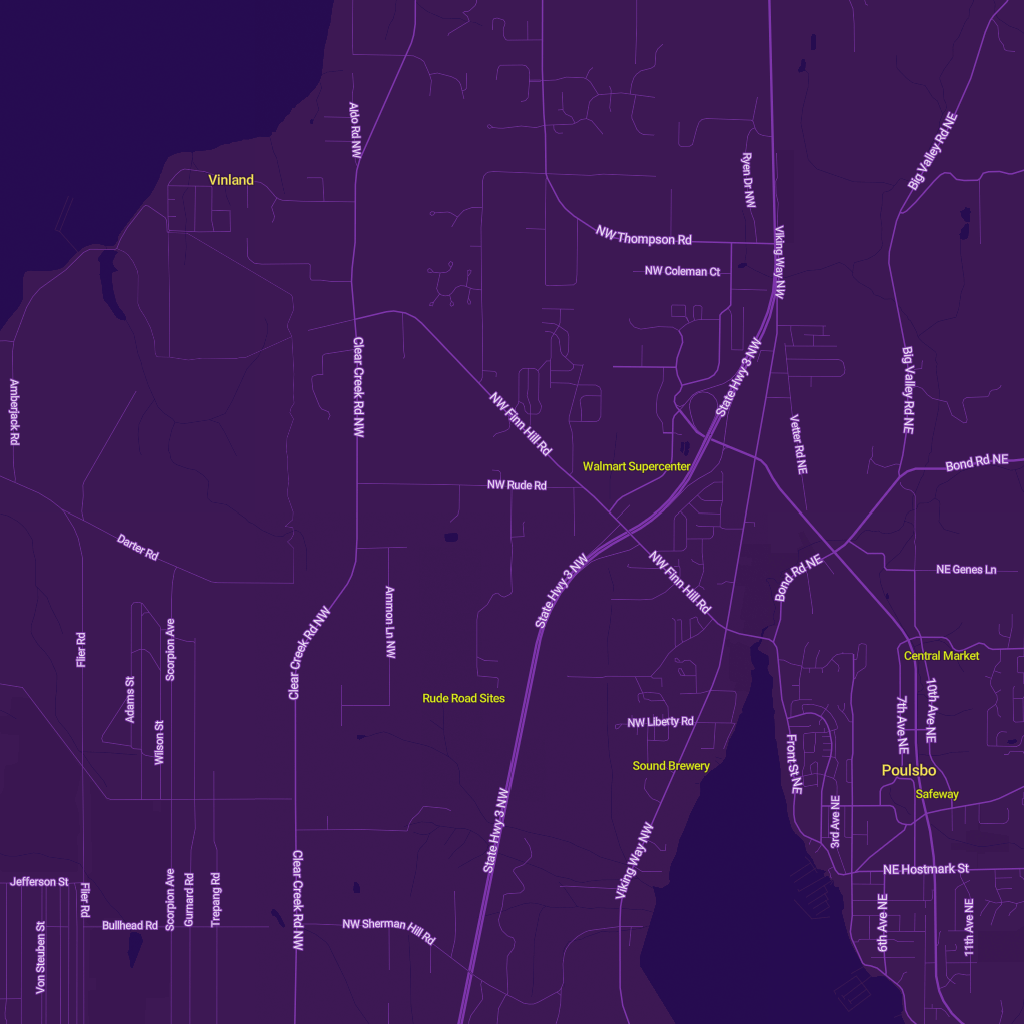 Aldo Rd NW
Big Valley Rd NE
Vinland
Ryen Dr NW
NW Thompson Rd
Viking Way NW
NW Coleman Ct
State Hwy 3 NW
Clear Creek Rd NW
Big Valley Rd NE
Amberjack Rd
NW Finn Hill Rd
Vetter Rd NE
Walmart Supercenter
Bond Rd NE
NW Rude Rd
Darter Rd
State Hwy 3 NW
NW Finn Hill Rd
Bond Rd NE
NE Genes Ln
Ammon Ln NW
Flier Rd
Scorpion Ave
Clear Creek Rd NW
Central Market
Adams St
Rude Road Sites
7th Ave NE
10th Ave NE
Wilson St
NW Liberty Rd
Front St NE
Sound Brewery
Poulsbo
Safeway
State Hwy 3 NW
3rd Ave NE
Viking Way NW
NE Hostmark St
Jefferson St
Flier Rd
Scorpion Ave
Gurnard Rd
Trepang Rd
Clear Creek Rd NW
Bullhead Rd
NW Sherman Hill Rd
6th Ave NE
11th Ave NE
Von Steuben St